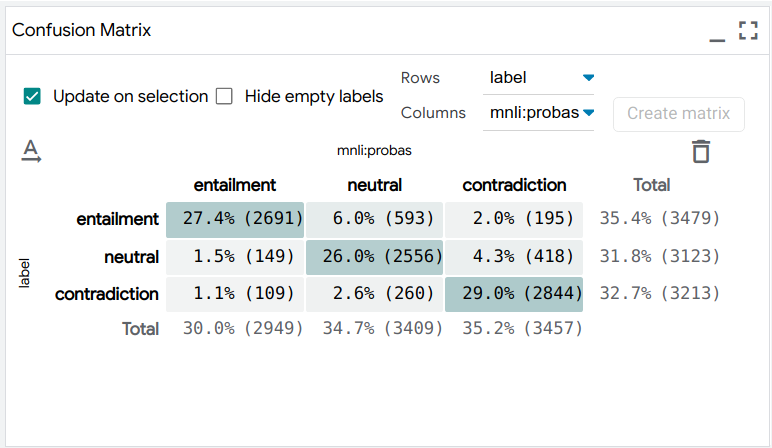 Confusion Matrix
Update on selection Hide empty labels Rows label
Columns mnli:probas Create matrix
A mnli:probas
entailment neutral contradiction Total
entailment 27.4% (2691) 6.0% (593) 2.0% (195) 35.4% (3479)
neutral 1.5% (149) 26.0% (2556) 4.3% (418) 31.8% (3123)
label
contradiction 1.1% (109) 2.6% (260) 29.0% (2844) 32.7% (3213)
Total 30.0% (2949) 34.7% (3409) 35.2% (3457)